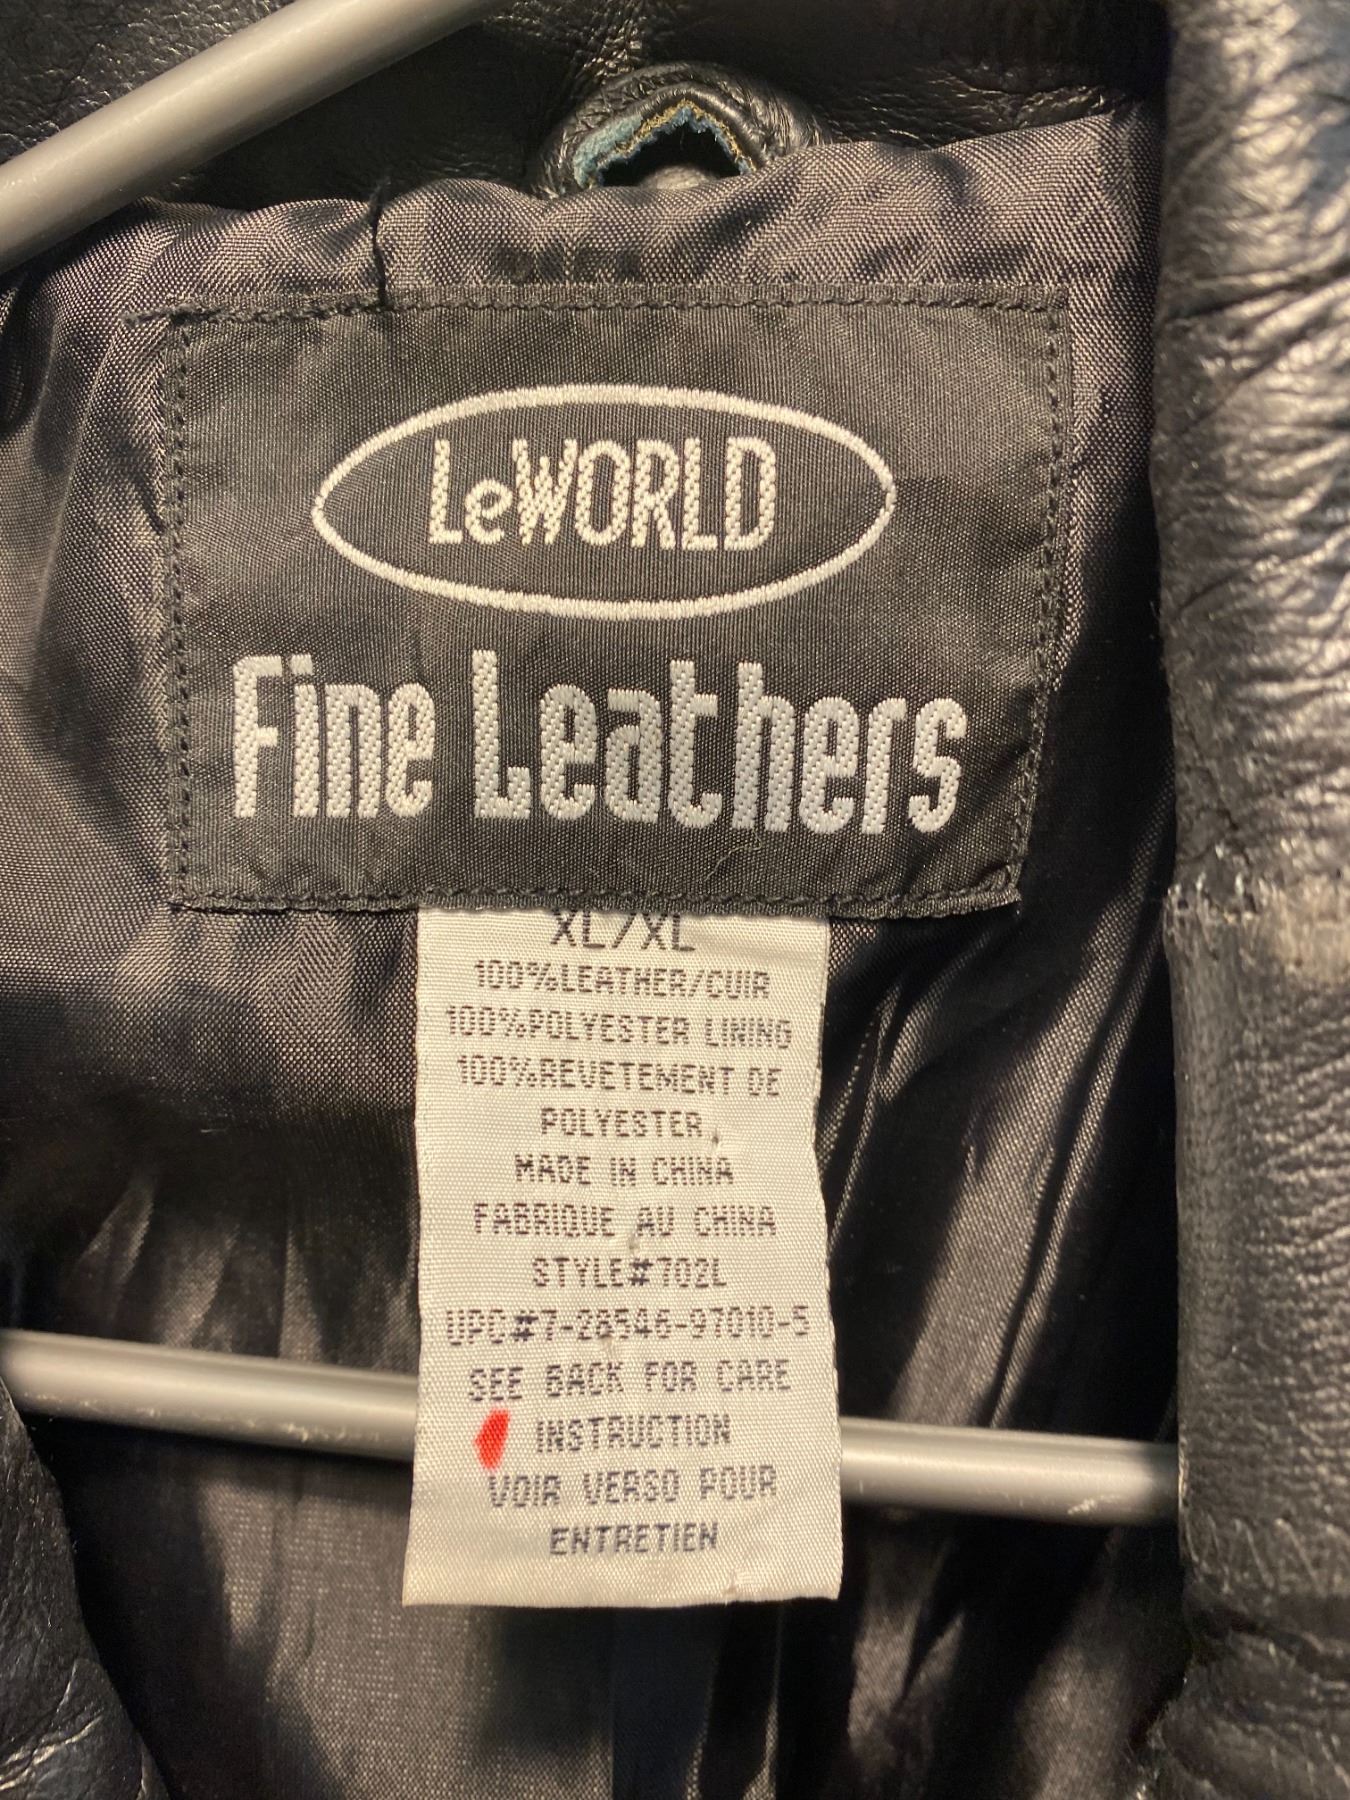 LeWORLD
Fine Leathers
XL/XL
100%LEATHER/CUIR
100%POLYESTER LINING
100%REVETEMENT DE
POLYESTER
MADE IN CHINA
FABRIQUE AU CHINA
STYLE#702L
UPC#7-28546-97010-5
SEE BACK FOR CARE
INSTRUCTION
VOIR VERSO POUR
ENTRETIEN